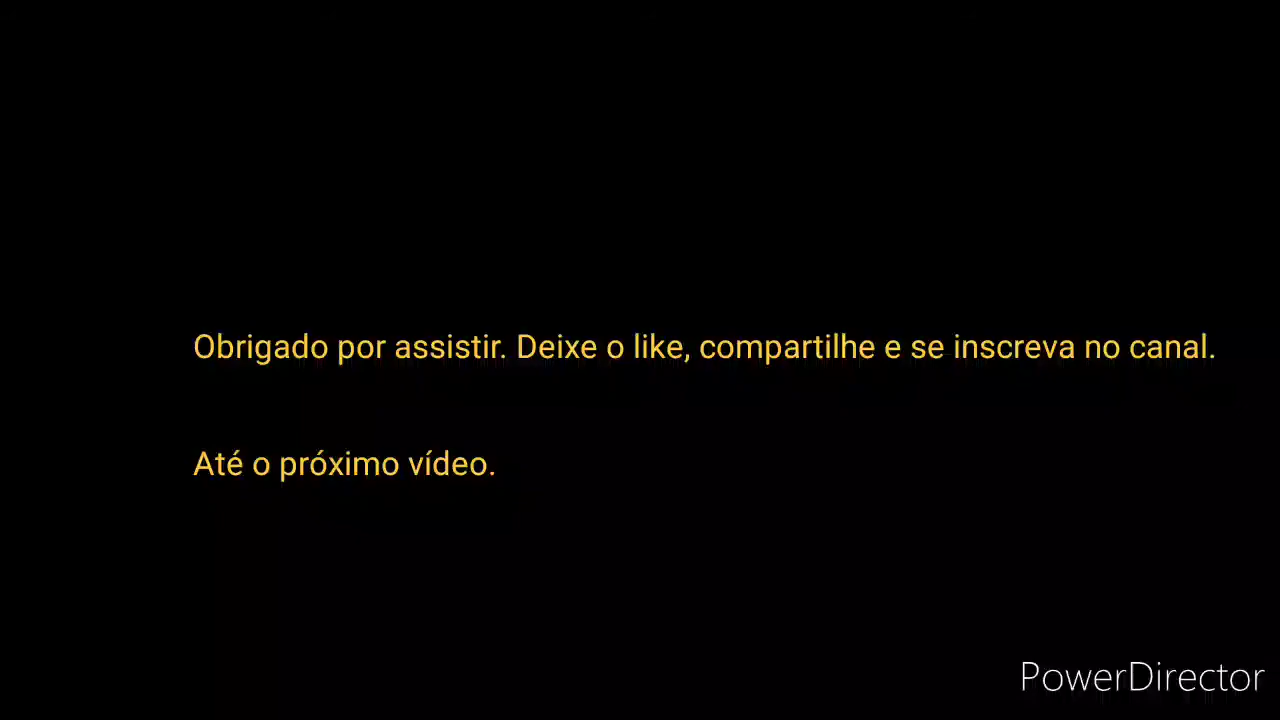 Obrigado por assistir. Deixe o like, compartilhe e se inscreva no canal.
Até o próximo vídeo.
PowerDirector